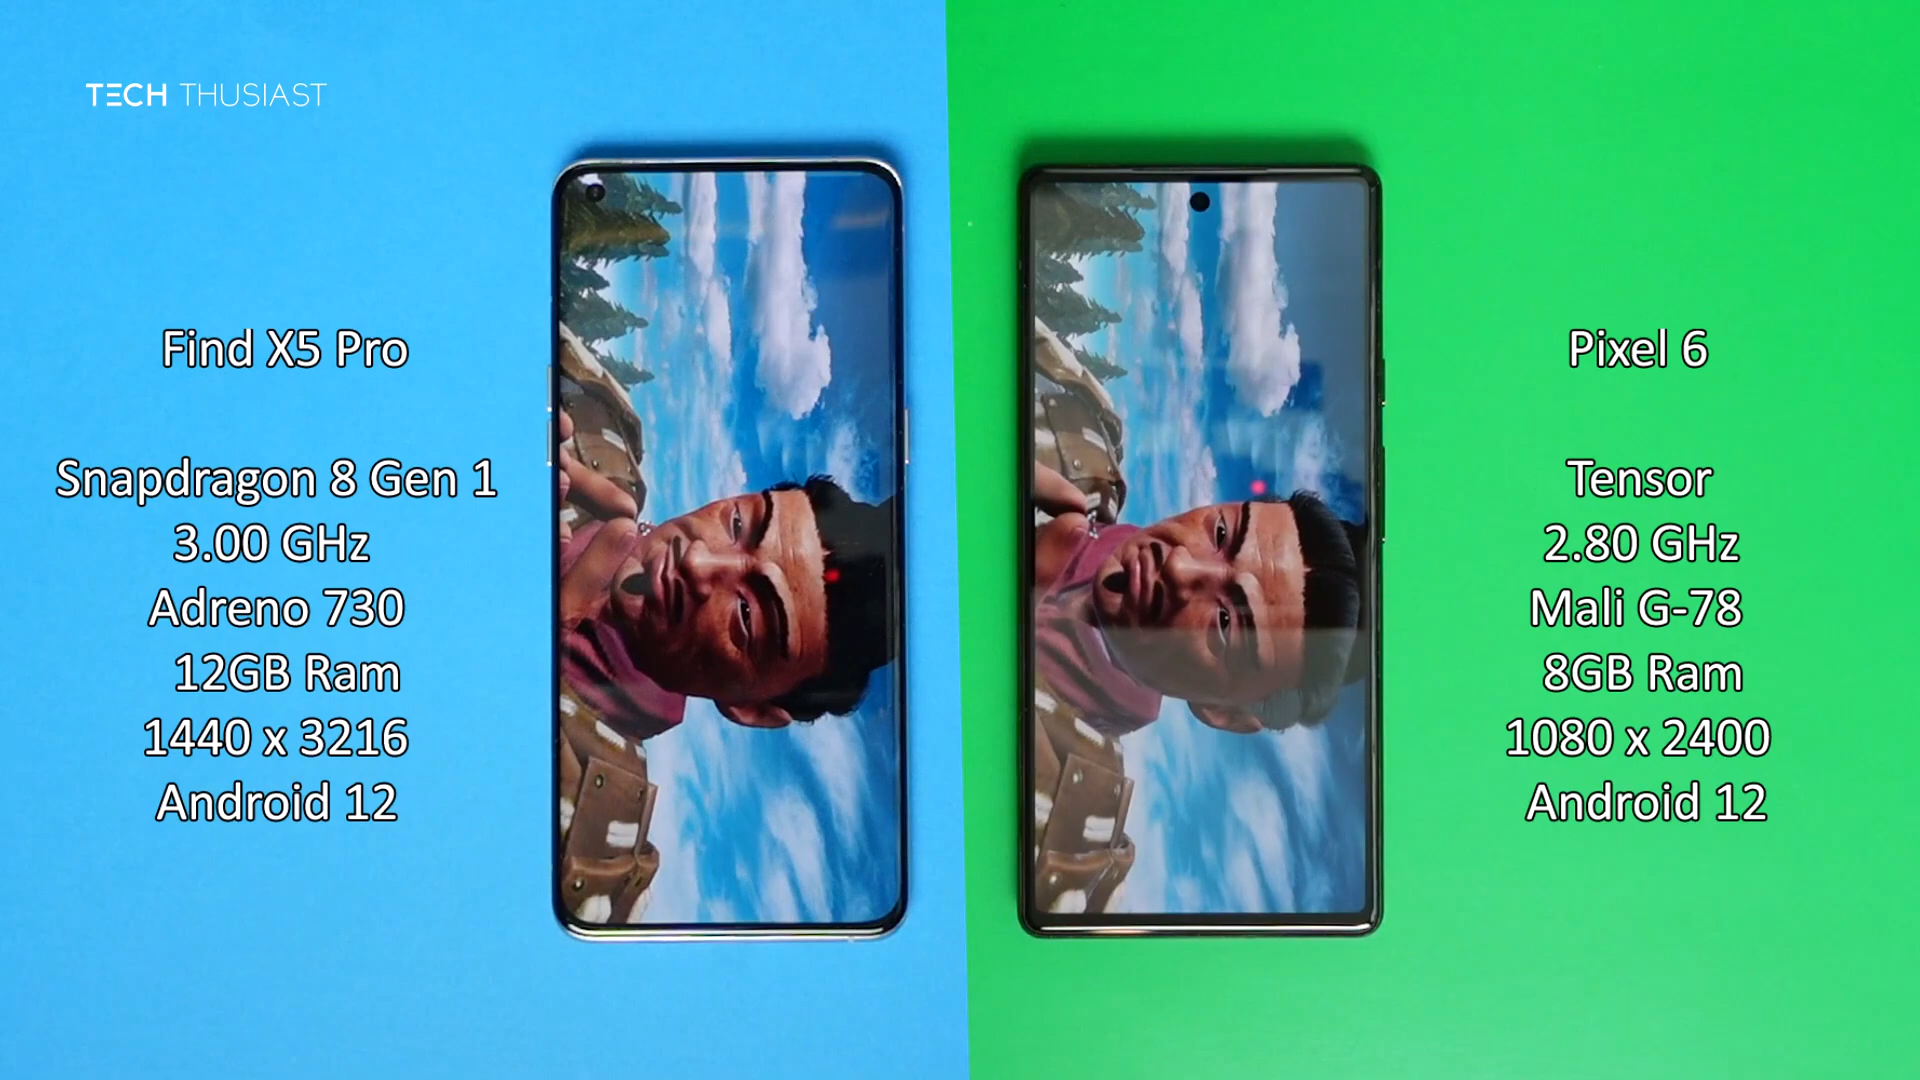 TECH THUSIAST
Find X5 Pro
Snapdragon 8 Gen 1
3.00 GHz
Adreno 730
12GB Ram
1440 x 3216
Android 12
Pixel 6
Tensor
2.80 GHz
Mali G-78
8GB Ram
1080 x 2400
Android 12